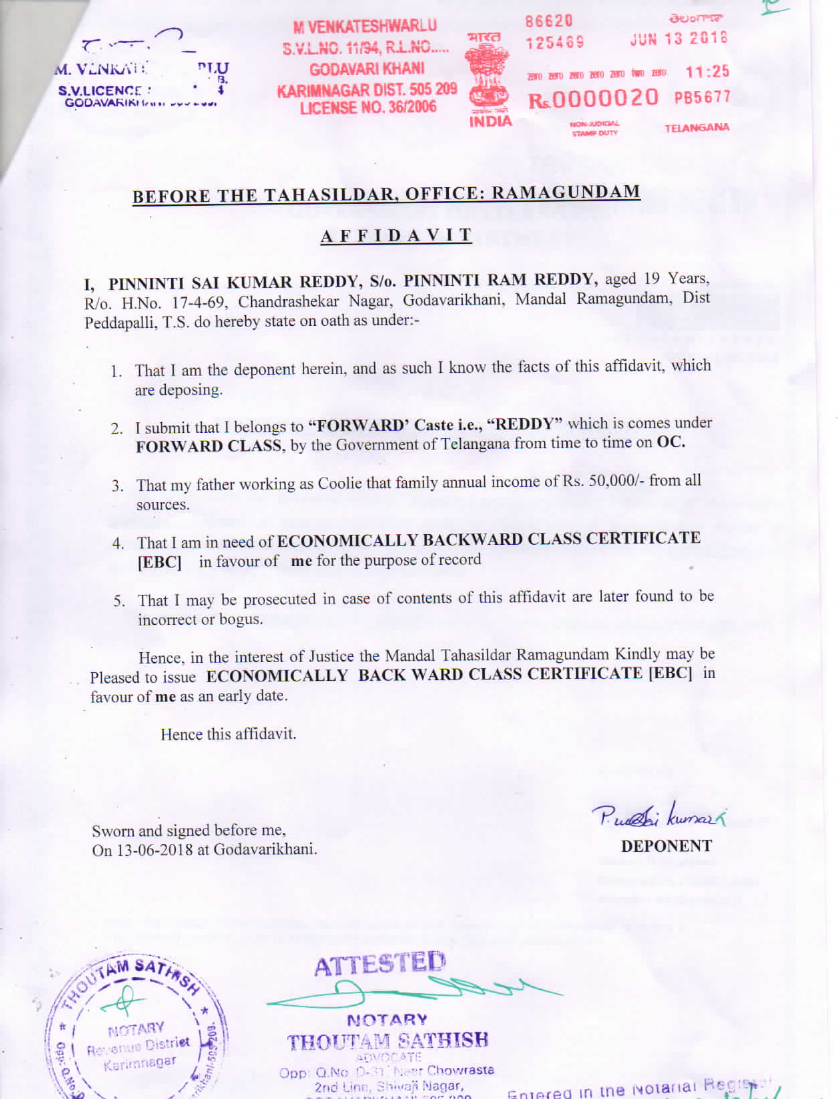 M VENKATESHWARLU
S.V.L.NO. 11/94, R.L.NO.....
GODAVARI KHANI
KARIMNAGAR DIST. 505 209
LICENSE NO. 36/2006
भारत
INDIA
86620
125469
JUN 13 2018
ZERO ZERO ZERO ZERO ZERO TWO ZERO 11:25
Rs.0000020 PB5677
NON-JUDICIAL
STAMP DUTY
TELANGANA
S.V.LICENCE
BEFORE THE TAHASILDAR, OFFICE: RAMAGUNDAM
AFFIDAVIT
I, PINNINTI SAI KUMAR REDDY, S/o. PINNINTI RAM REDDY, aged 19 Years,
R/o. H.No. 17-4-69, Chandrashekar Nagar, Godavarikhani, Mandal Ramagundam, Dist
Peddapalli, T.S. do hereby state on oath as under:-
1. That I am the deponent herein, and as such I know the facts of this affidavit, which
are deposing.
2. I submit that I belongs to “FORWARD’ Caste i.e., “REDDY” which is comes under
FORWARD CLASS, by the Government of Telangana from time to time on OC.
3. That my father working as Coolie that family annual income of Rs. 50,000/- from all
sources.
4. That I am in need of ECONOMICALLY BACKWARD CLASS CERTIFICATE
[EBC] in favour of me for the purpose of record
5. That I may be prosecuted in case of contents of this affidavit are later found to be
incorrect or bogus.
Hence, in the interest of Justice the Mandal Tahasildar Ramagundam Kindly may be
Pleased to issue ECONOMICALLY BACK WARD CLASS CERTIFICATE [EBC] in
favour of me as an early date.
Hence this affidavit.
Sworn and signed before me,
On 13-06-2018 at Godavarikhani.
DEPONENT
THOUTAM SATHISH
NOTARY
Revenue District
Karimnagar
ATTESTED
NOTARY
THOUTAM SATHISH
ADVOCATE
Opp: Q.No. D-31, Near Chowrasta
2nd Line, Shivaji Nagar,
Entered in the Notarial Register